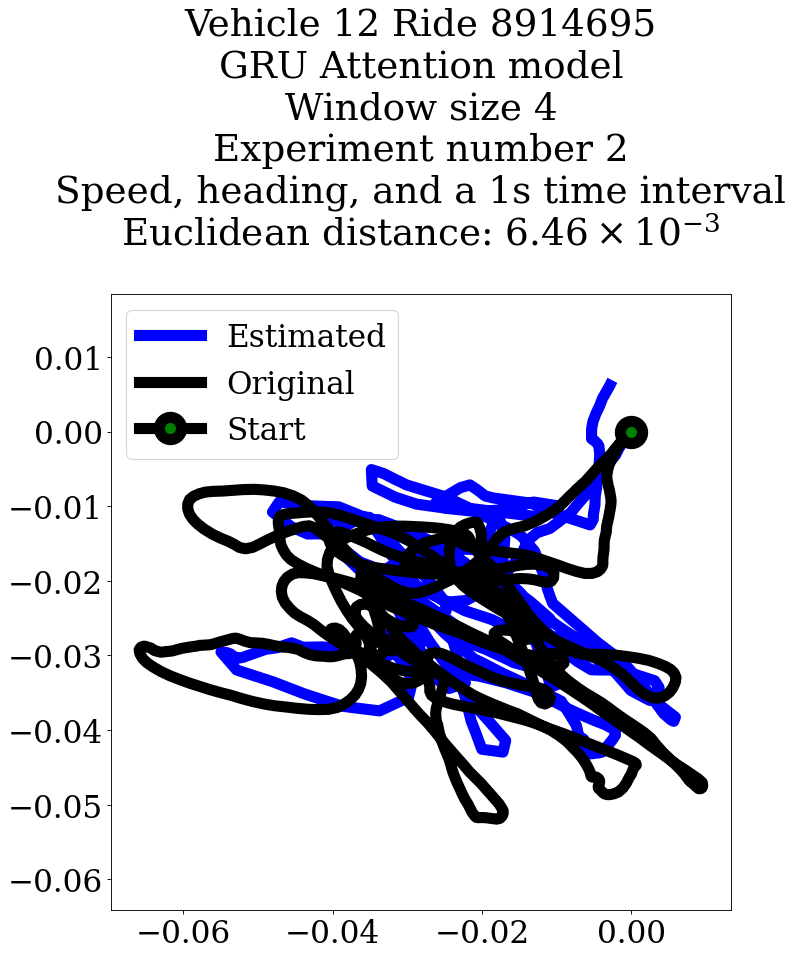 Vehicle 12 Ride 8914695
GRU Attention model
Window size 4
Experiment number 2
Speed, heading, and a 1s time interval
Euclidean distance: 6.46 × 10⁻³
Estimated
Original
Start
0.01
0.00
−0.01
−0.02
−0.03
−0.04
−0.05
−0.06
−0.06 −0.04 −0.02 0.00